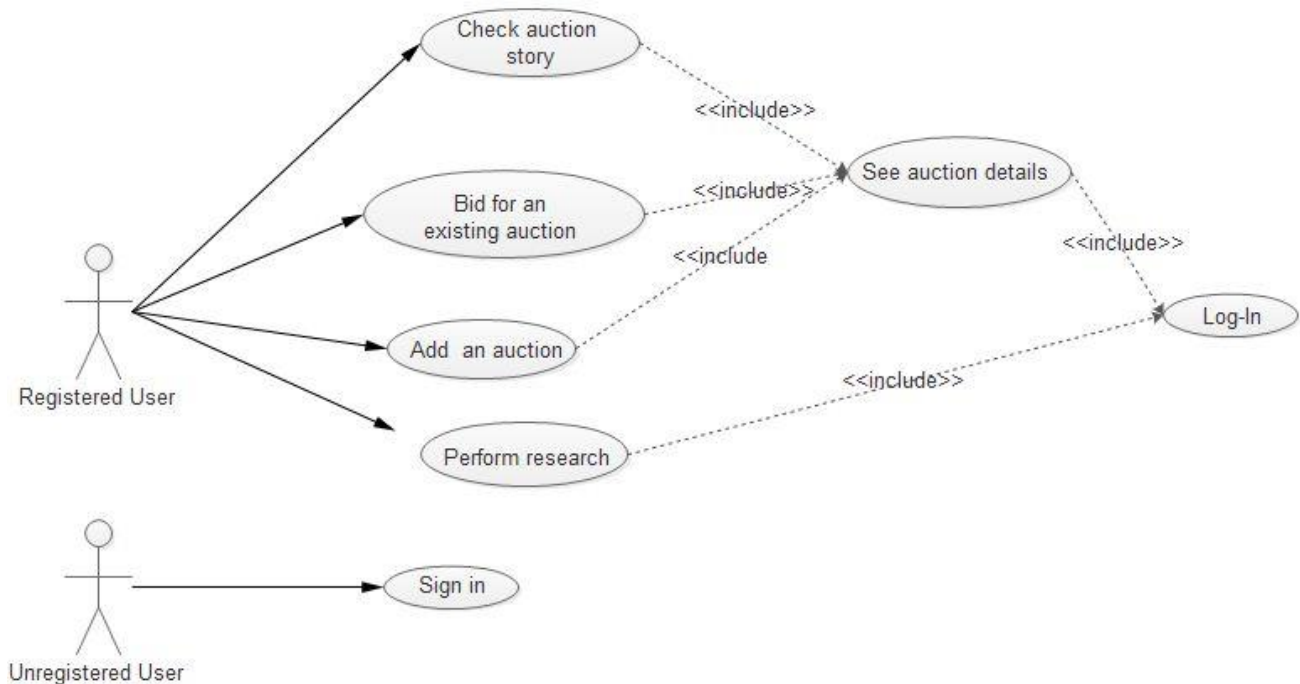 Check auction
story
<<include>>
See auction details
Bid for an
existing auction
<<include>>
<<include>>
<<include
Log-In
Add  an auction
<<include>>
Registered User
Perform research
Sign in
Unregistered User